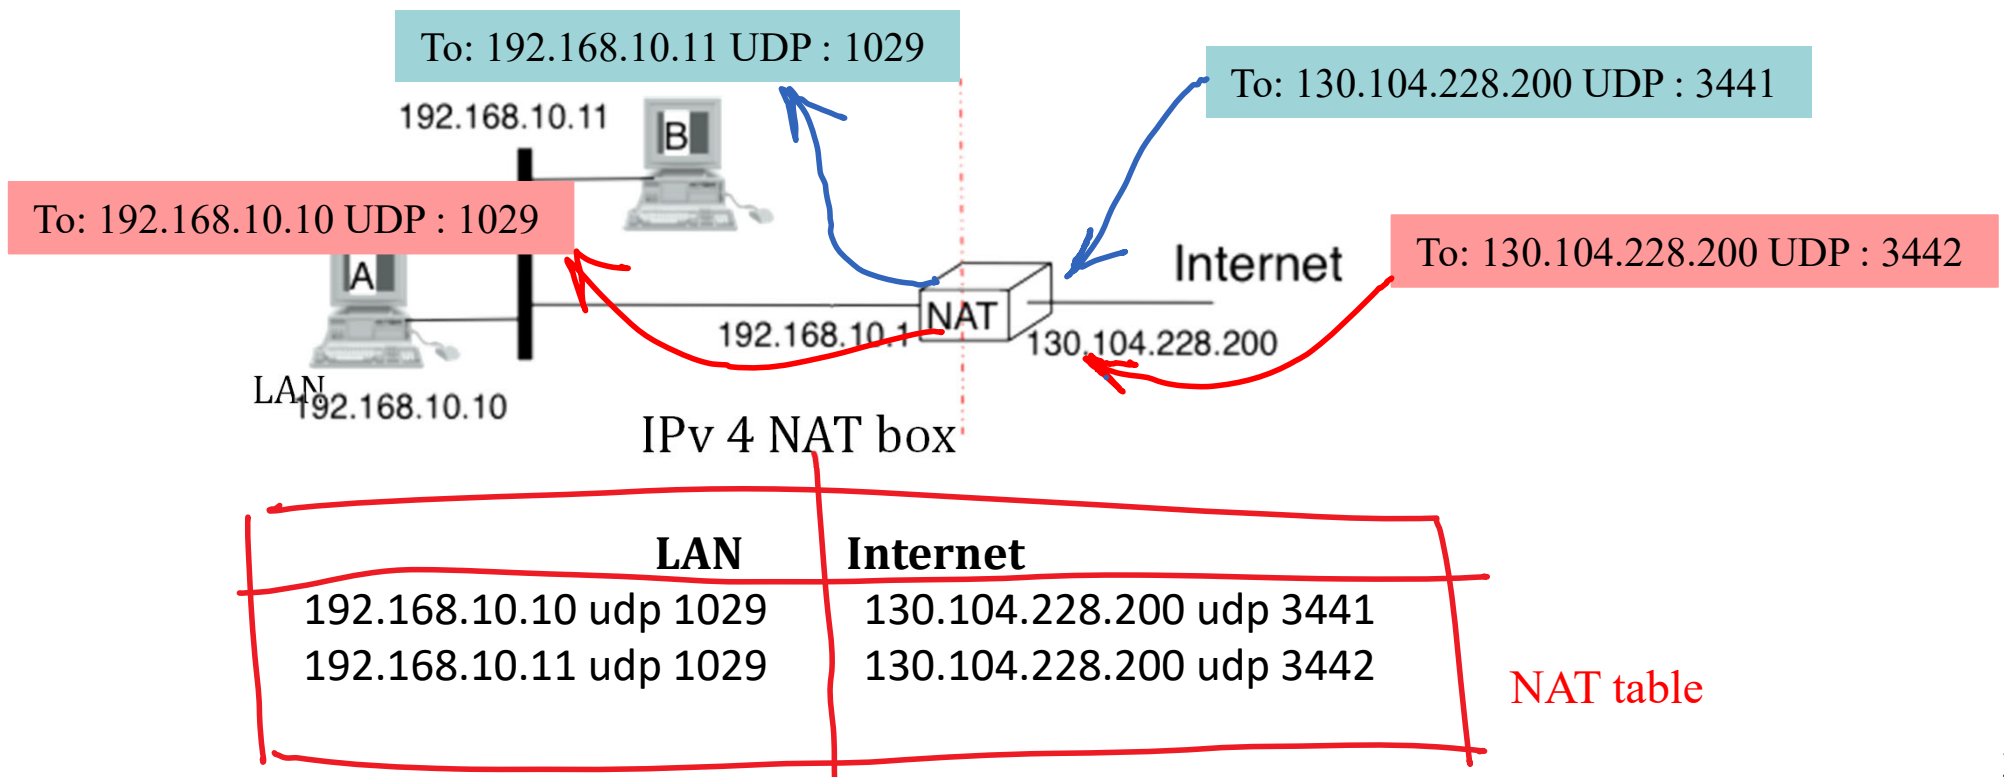 To: 192.168.10.11 UDP : 1029
To: 130.104.228.200 UDP : 3441
192.168.10.11
B
To: 192.168.10.10 UDP : 1029
To: 130.104.228.200 UDP : 3442
Internet
A
NAT
192.168.10.1
130.104.228.200
LAN
192.168.10.10
IPv 4 NAT box
LAN Internet
192.168.10.10 udp 1029 130.104.228.200 udp 3441
192.168.10.11 udp 1029 130.104.228.200 udp 3442
NAT table